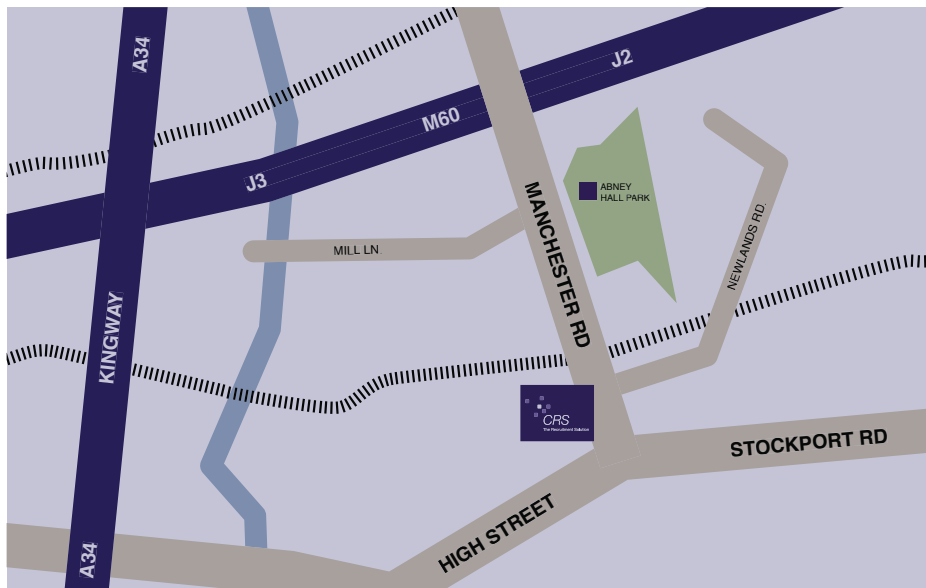 A34
J2
M60
J3
ABNEY
HALL PARK
MANCHESTER RD
NEWLANDS RD.
MILL LN.
KINGWAY
CRS
The Recruitment Solution
STOCKPORT RD
HIGH STREET
A34